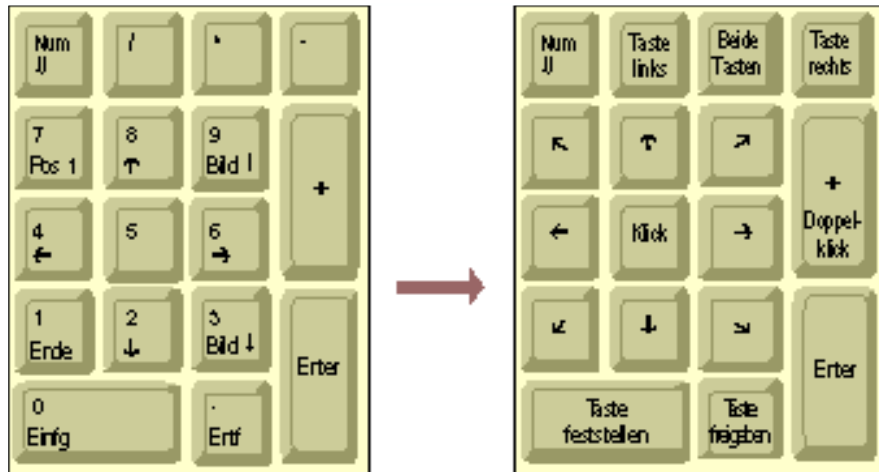 Num
⇓
/
*
-
7
Pos 1
8
↑
9
Bild ↑
+
4
←
5
6
→
1
Ende
2
↓
3
Bild ↓
Enter
0
Einfg
.
Entf
Num
⇓
Taste
links
Beide
Tasten
Taste
rechts
↖
↑
↗
+
Doppel-
klick
←
Klick
→
↙
↓
↘
Enter
Taste
feststellen
Taste
freigeben